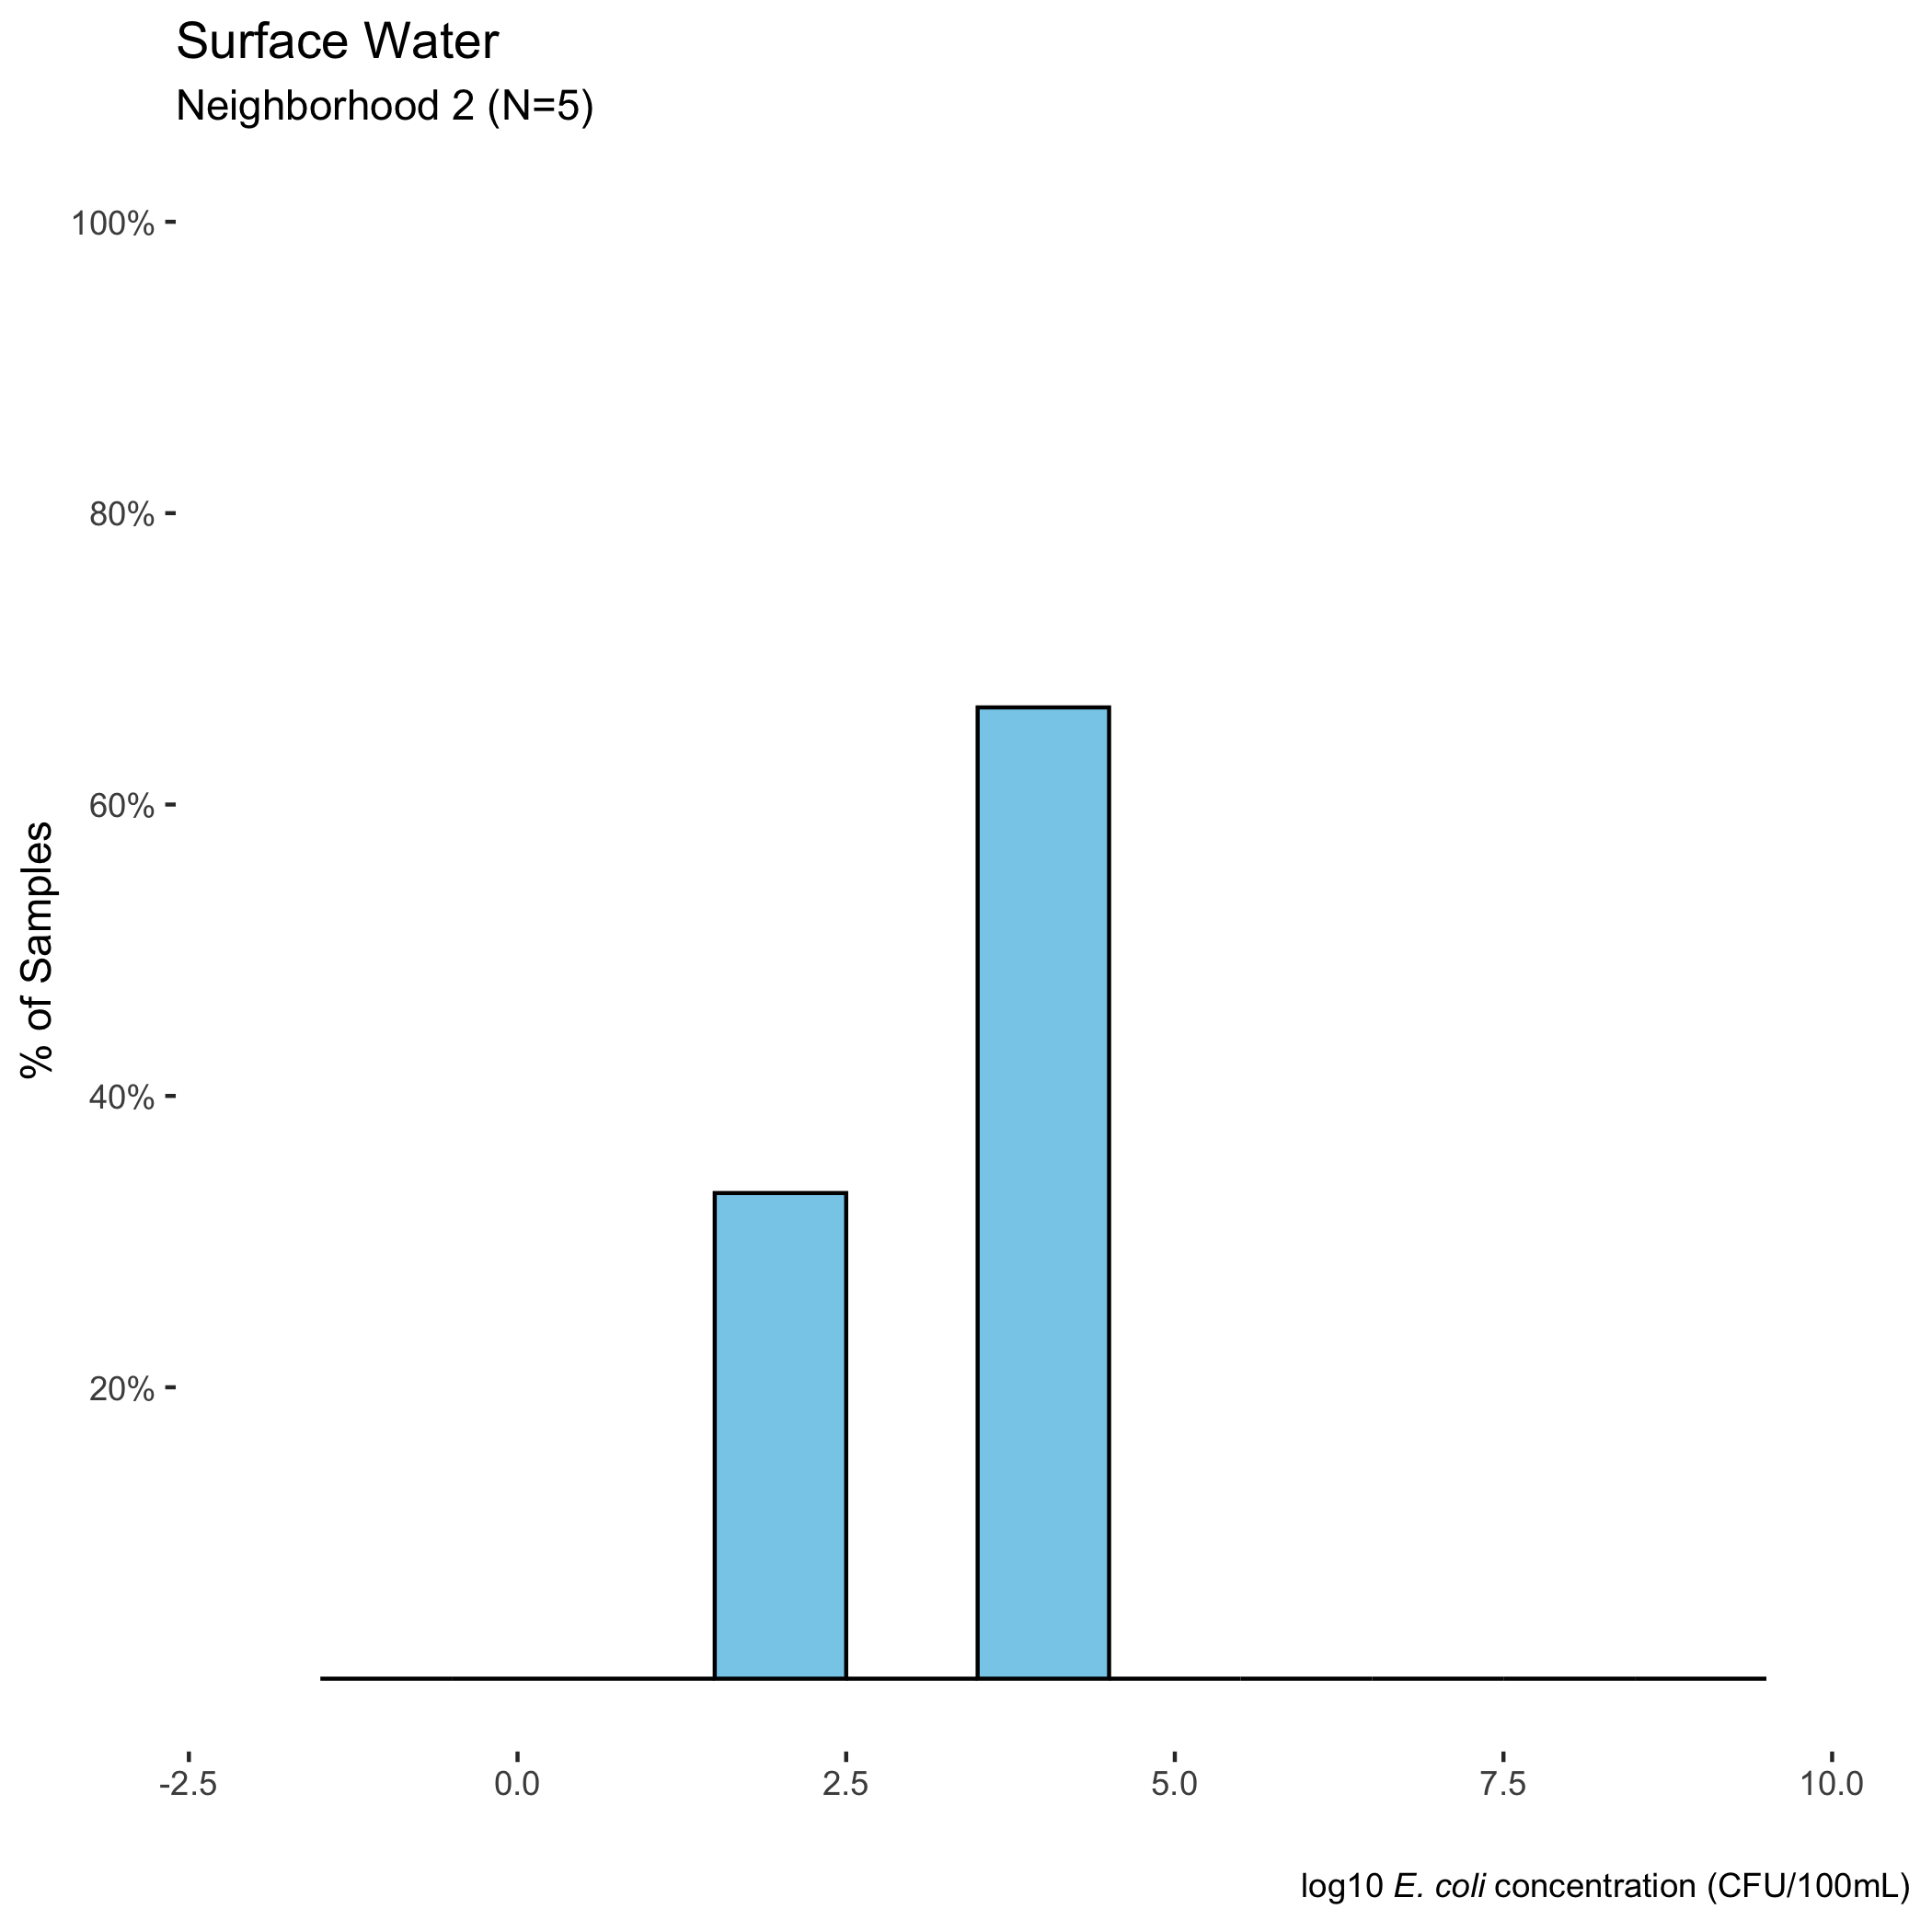 Surface Water
Neighborhood 2 (N=5)
100%
80%
60%
40%
20%
% of Samples
-2.5 0.0 2.5 5.0 7.5 10.0
log10 E. coli concentration (CFU/100mL)